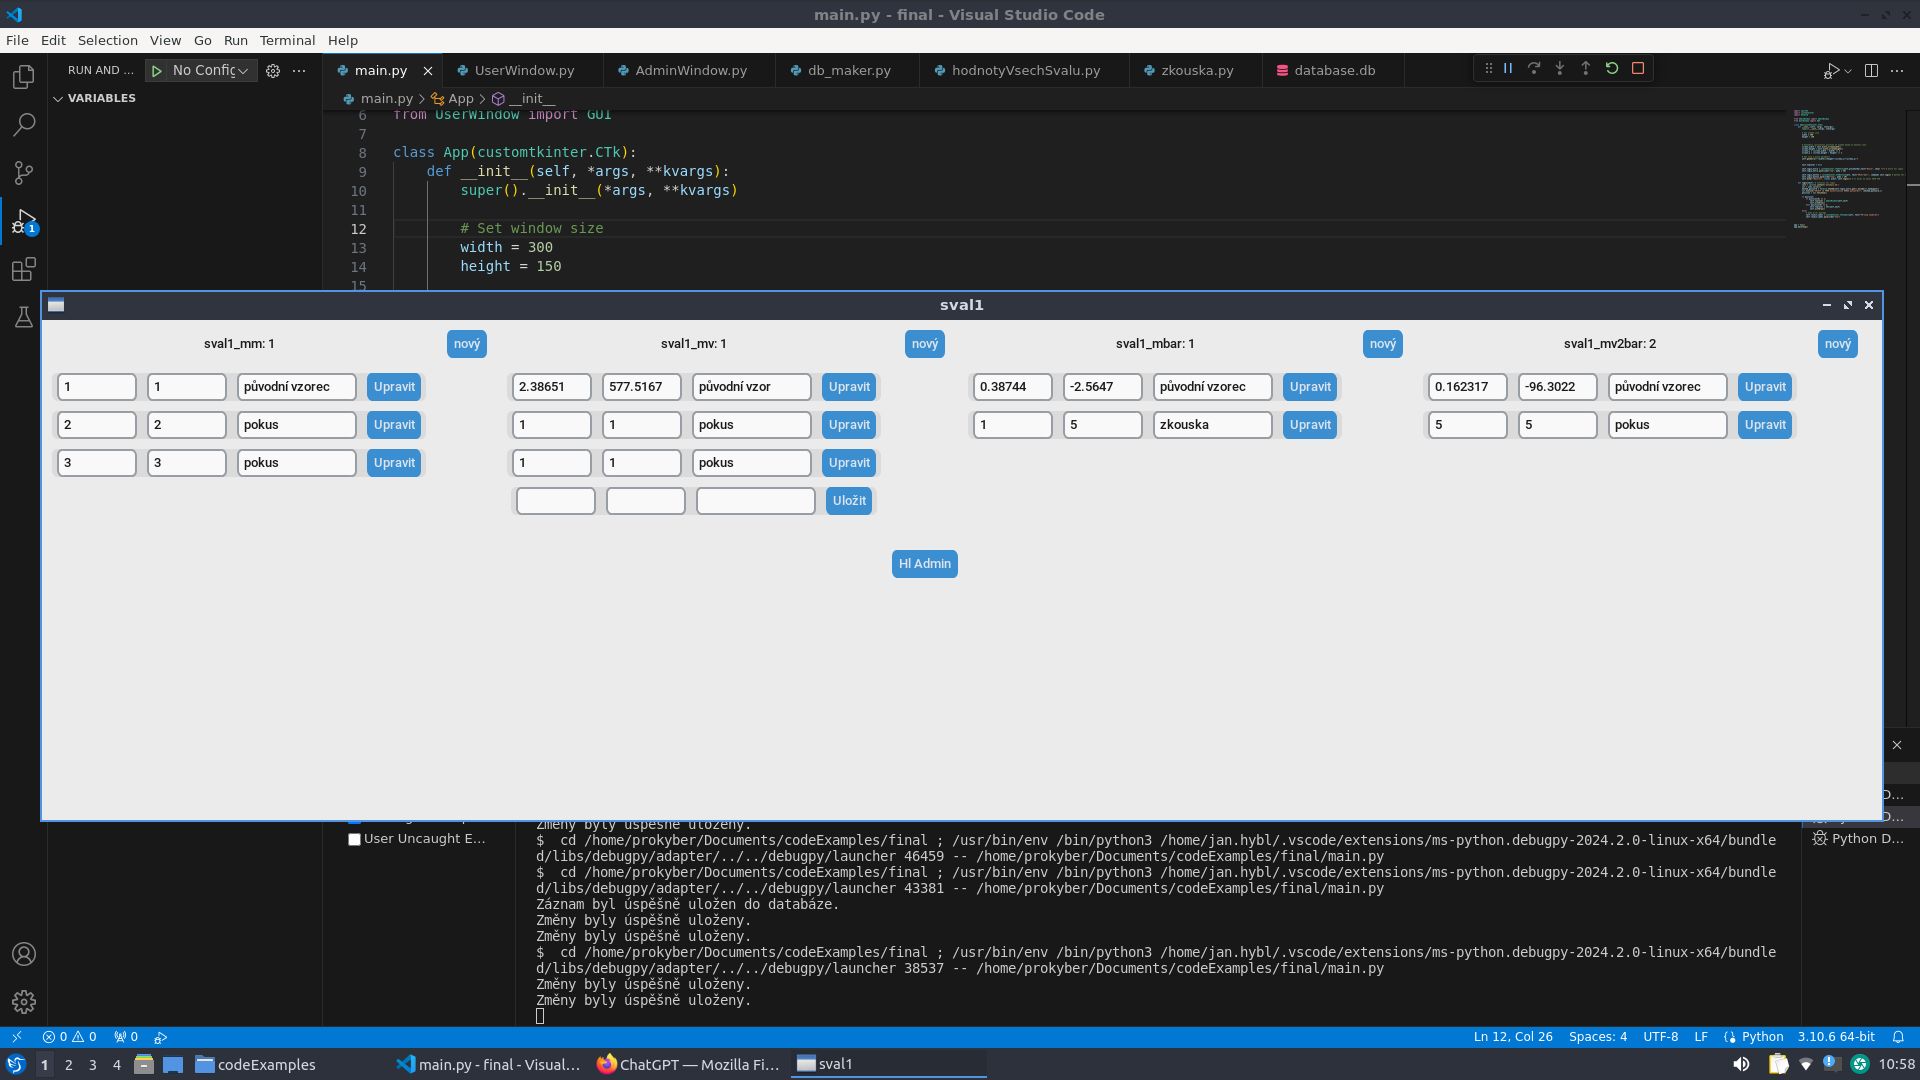 main.py - final - Visual Studio Code
File Edit Selection View Go Run Terminal Help
RUN AND ... No Config
main.py UserWindow.py AdminWindow.py db_maker.py hodnotyVsechSvalu.py zkouska.py database.db
VARIABLES
main.py > App > __init__
6 from UserWindow import GUI
7
8 class App(customtkinter.CTk):
9 def __init__(self, *args, **kvargs):
10 super().__init__(*args, **kvargs)
11
12 # Set window size
13 width = 300
14 height = 150
15
1
sval1
sval1_mm: 1 nový sval1_mv: 1 nový sval1_mbar: 1 nový sval1_mv2bar: 2 nový
1 1 původní vzorec Upravit 2.38651 577.5167 původní vzor Upravit 0.38744 -2.5647 původní vzorec Upravit 0.162317 -96.3022 původní vzorec Upravit
2 2 pokus Upravit 1 1 pokus Upravit 1 5 zkouska Upravit 5 5 pokus Upravit
3 3 pokus Upravit 1 1 pokus Upravit
Uložit
Hl Admin
D...
D...
User Uncaught E...
Python D...
Změny byly úspěšně uloženy.
$ cd /home/prokyber/Documents/codeExamples/final ; /usr/bin/env /bin/python3 /home/jan.hybl/.vscode/extensions/ms-python.debugpy-2024.2.0-linux-x64/bundle
d/libs/debugpy/adapter/../../debugpy/launcher 46459 -- /home/prokyber/Documents/codeExamples/final/main.py
$ cd /home/prokyber/Documents/codeExamples/final ; /usr/bin/env /bin/python3 /home/jan.hybl/.vscode/extensions/ms-python.debugpy-2024.2.0-linux-x64/bundle
d/libs/debugpy/adapter/../../debugpy/launcher 43381 -- /home/prokyber/Documents/codeExamples/final/main.py
Záznam byl úspěšně uložen do databáze.
Změny byly úspěšně uloženy.
Změny byly úspěšně uloženy.
$ cd /home/prokyber/Documents/codeExamples/final ; /usr/bin/env /bin/python3 /home/jan.hybl/.vscode/extensions/ms-python.debugpy-2024.2.0-linux-x64/bundle
d/libs/debugpy/adapter/../../debugpy/launcher 38537 -- /home/prokyber/Documents/codeExamples/final/main.py
Změny byly úspěšně uloženy.
Změny byly úspěšně uloženy.
0 0 0 Ln 12, Col 26 Spaces: 4 UTF-8 LF Python 3.10.6 64-bit
1 2 3 4 codeExamples main.py - final - Visual... ChatGPT — Mozilla Fi... sval1 10:58